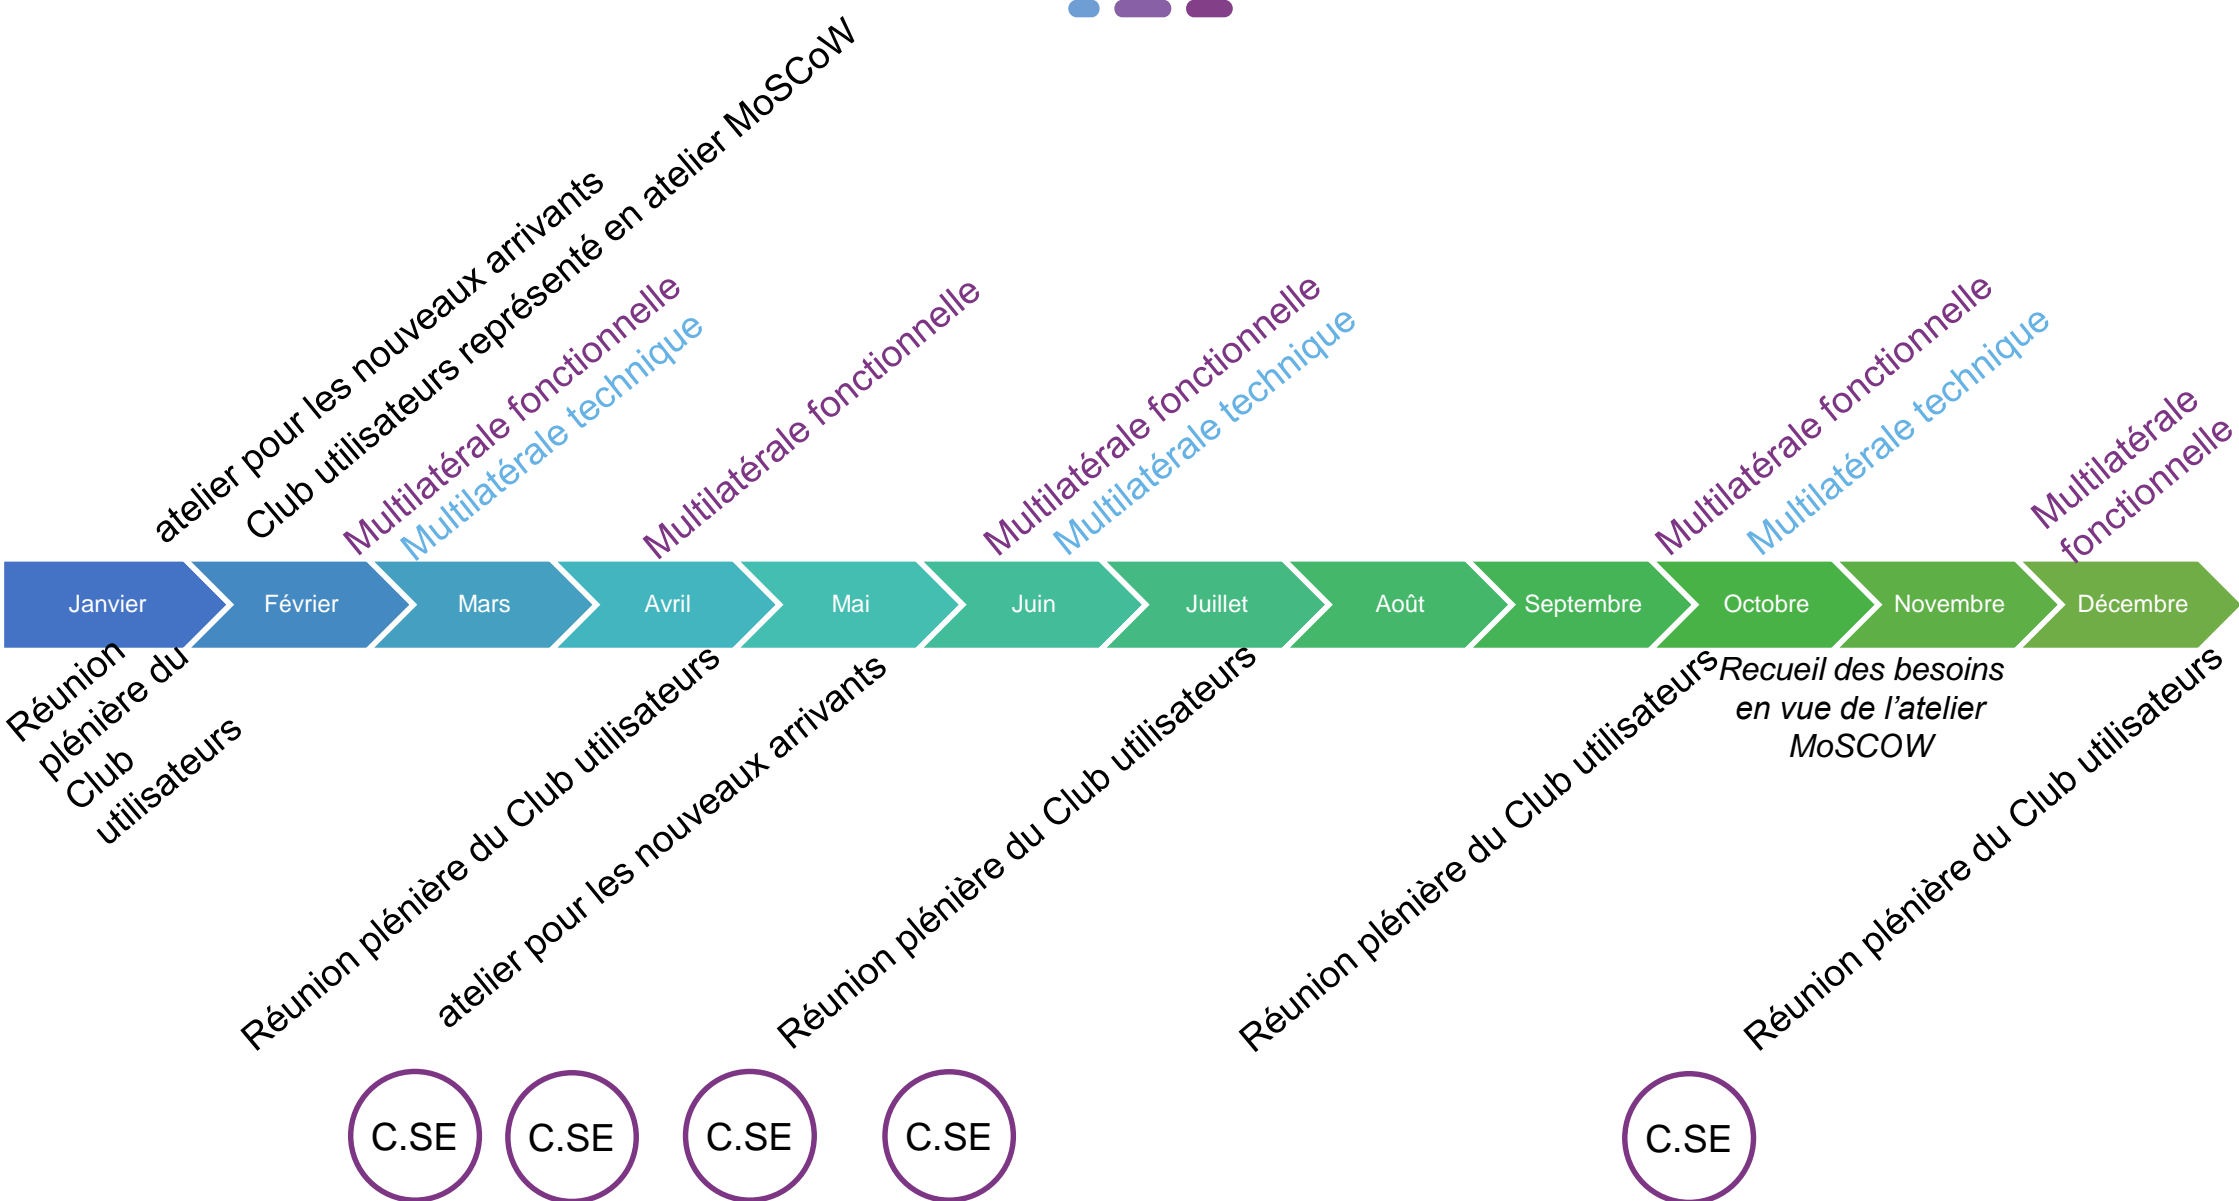 atelier pour les nouveaux arrivants
Club utilisateurs représenté en atelier MoSCoW
Multilatérale fonctionnelle
Multilatérale technique
Multilatérale fonctionnelle
Multilatérale fonctionnelle
Multilatérale technique
Multilatérale fonctionnelle
Multilatérale technique
Multilatérale
fonctionnelle
Janvier
Février
Mars
Avril
Mai
Juin
Juillet
Août
Septembre
Octobre
Novembre
Décembre
Réunion
plénière du
Club
utilisateurs
Réunion plénière du Club utilisateurs
atelier pour les nouveaux arrivants
Réunion plénière du Club utilisateurs
Réunion plénière du Club utilisateurs
Recueil des besoins
en vue de l’atelier
MoSCOW
Réunion plénière du Club utilisateurs
C.SE
C.SE
C.SE
C.SE
C.SE